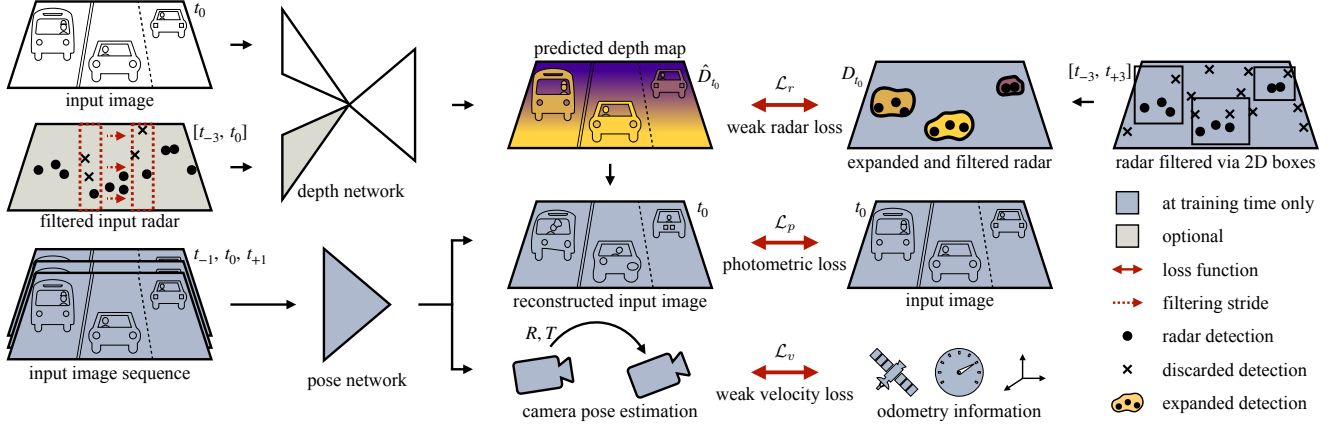 t₀
input image
[t₋₃, t₀]
filtered input radar
depth network
t₋₁, t₀, t₊₁
input image sequence
pose network
predicted depth map
D̂ₜ₀
ℒᵣ
weak radar loss
Dₜ₀
expanded and filtered radar
[t₋₃, t₊₃]
radar filtered via 2D boxes
t₀
reconstructed input image
ℒₚ
photometric loss
t₀
input image
R, T
camera pose estimation
ℒᵥ
weak velocity loss
odometry information
at training time only
optional
loss function
filtering stride
radar detection
discarded detection
expanded detection